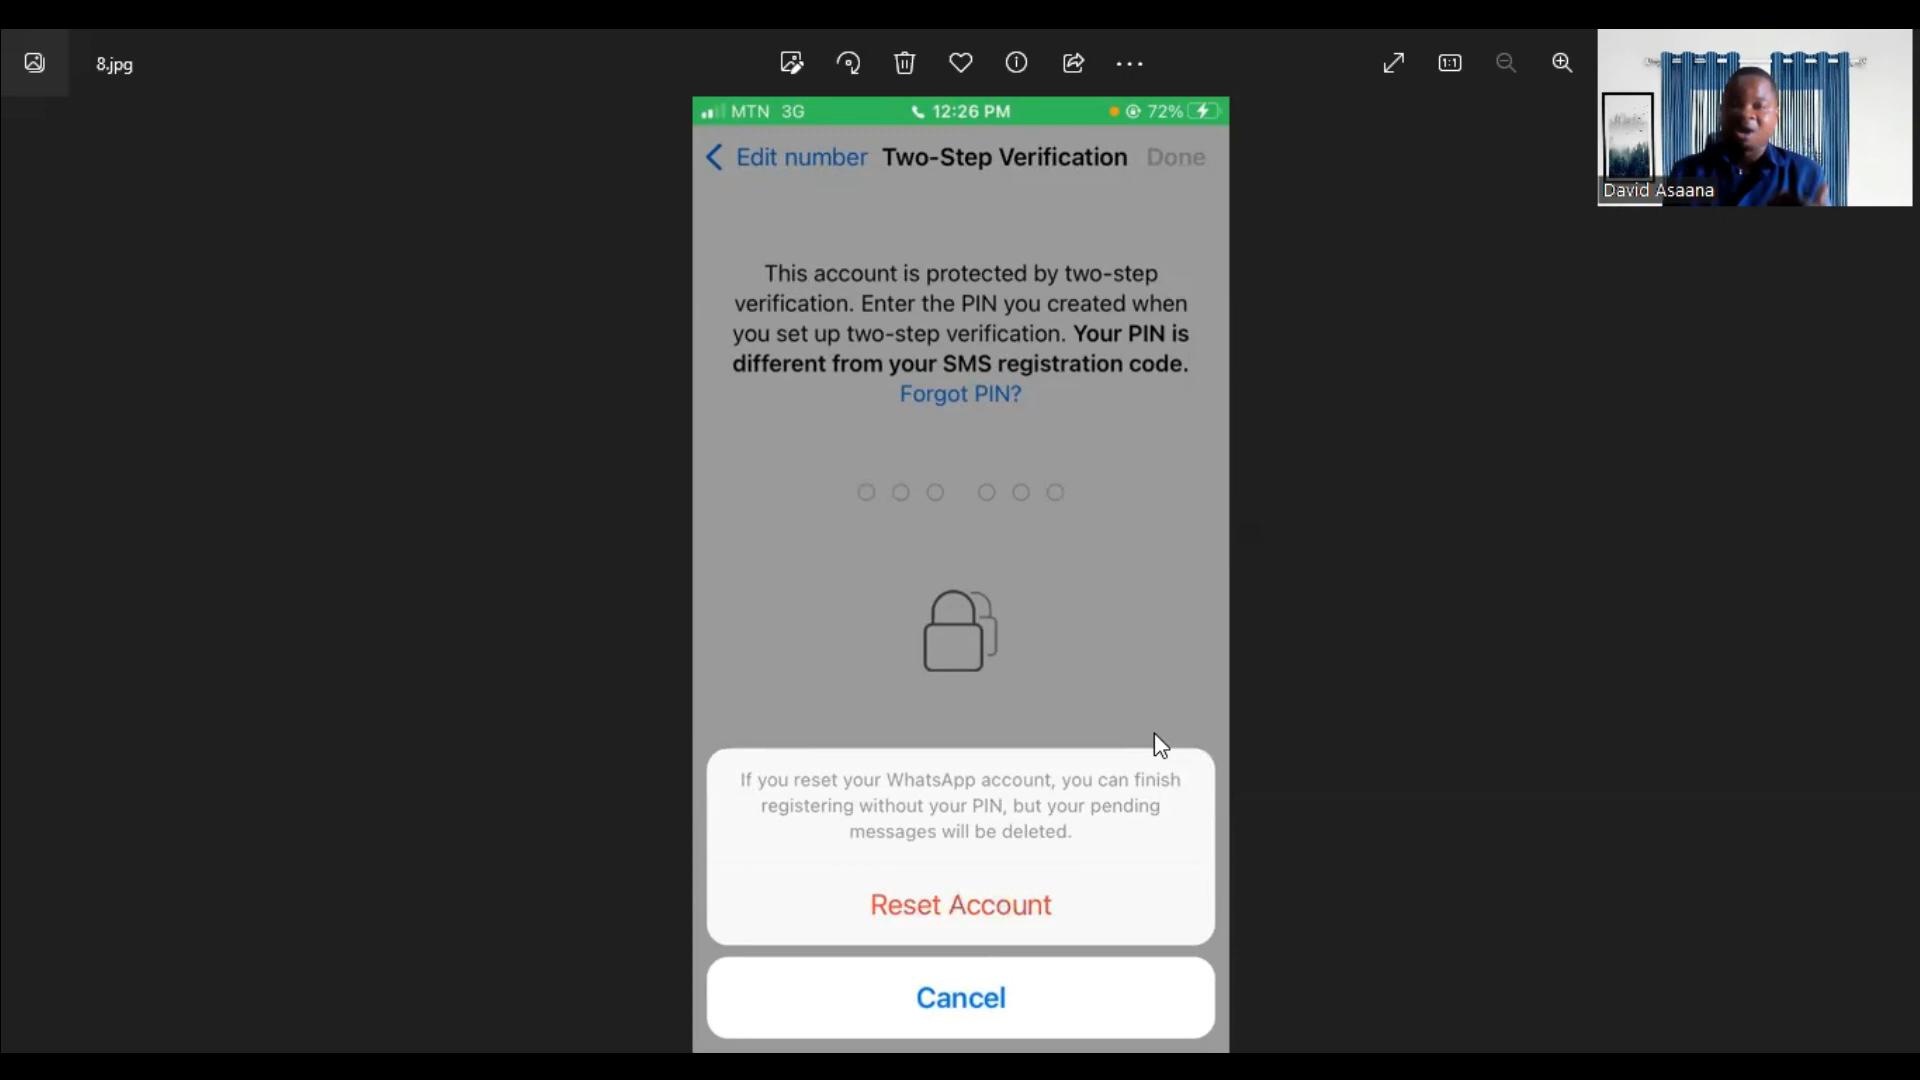 8.jpg
1:1
MTN 3G 12:26 PM 72%
Edit number Two-Step Verification Done
This account is protected by two-step
verification. Enter the PIN you created when
you set up two-step verification. Your PIN is
different from your SMS registration code.
Forgot PIN?
If you reset your WhatsApp account, you can finish
registering without your PIN, but your pending
messages will be deleted.
Reset Account
Cancel
David Asaana